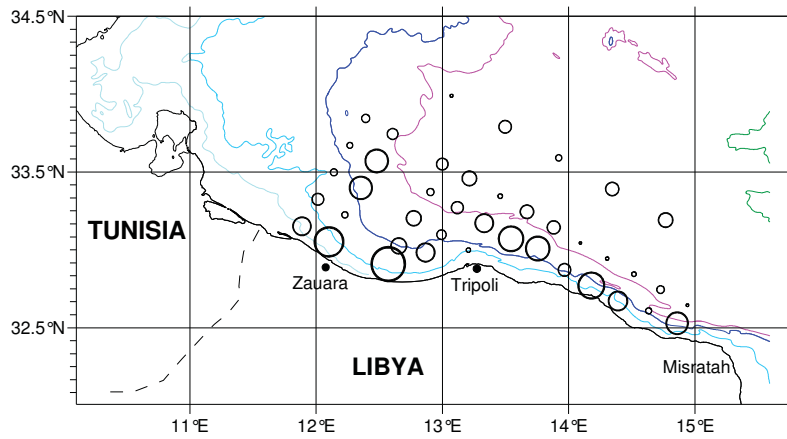 34.5°N
33.5°N
TUNISIA
Zauara
Tripoli
32.5°N
LIBYA
Misratah
11°E 12°E 13°E 14°E 15°E